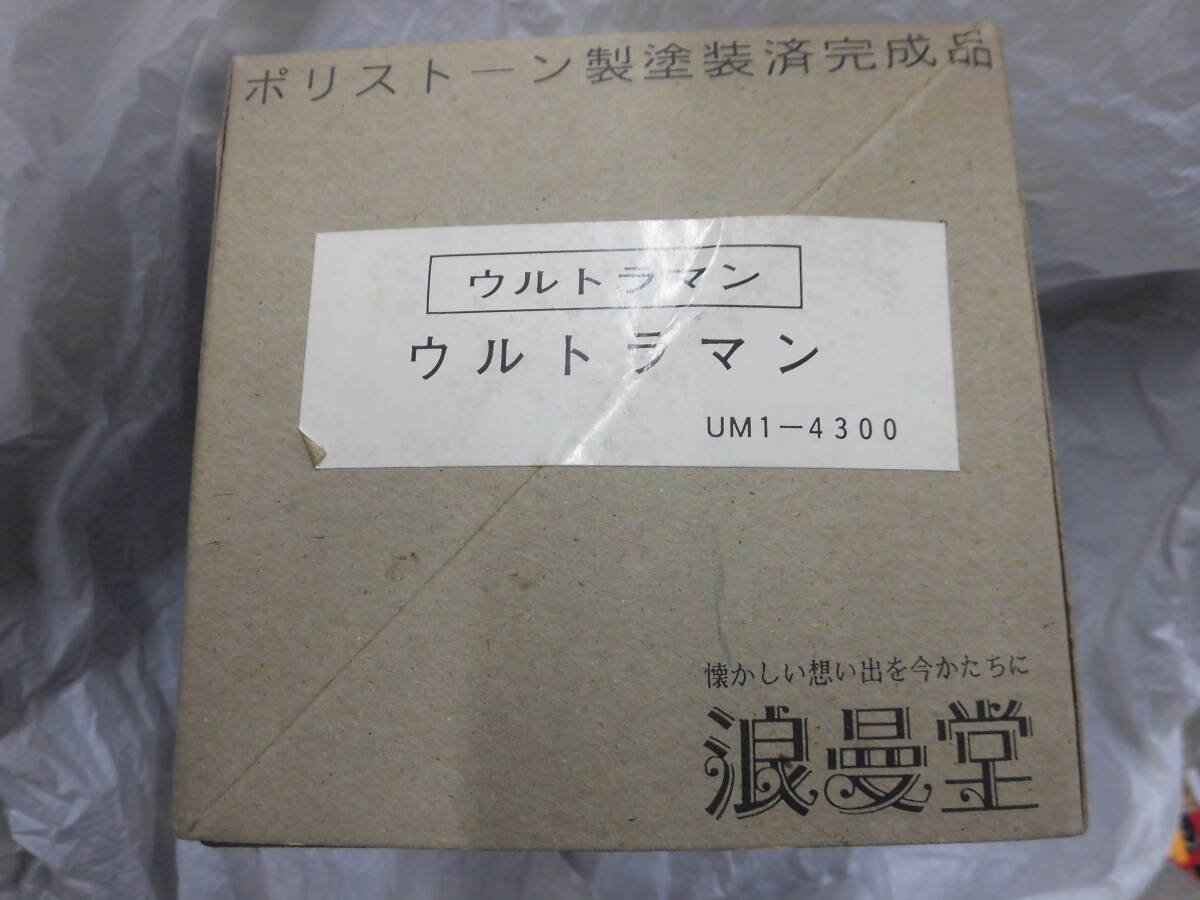 ポリストーン製塗装済完成品
ウルトラマン
ウルトラマン
UM1－4300
懐かしい想い出を今かたちに
浪曼堂